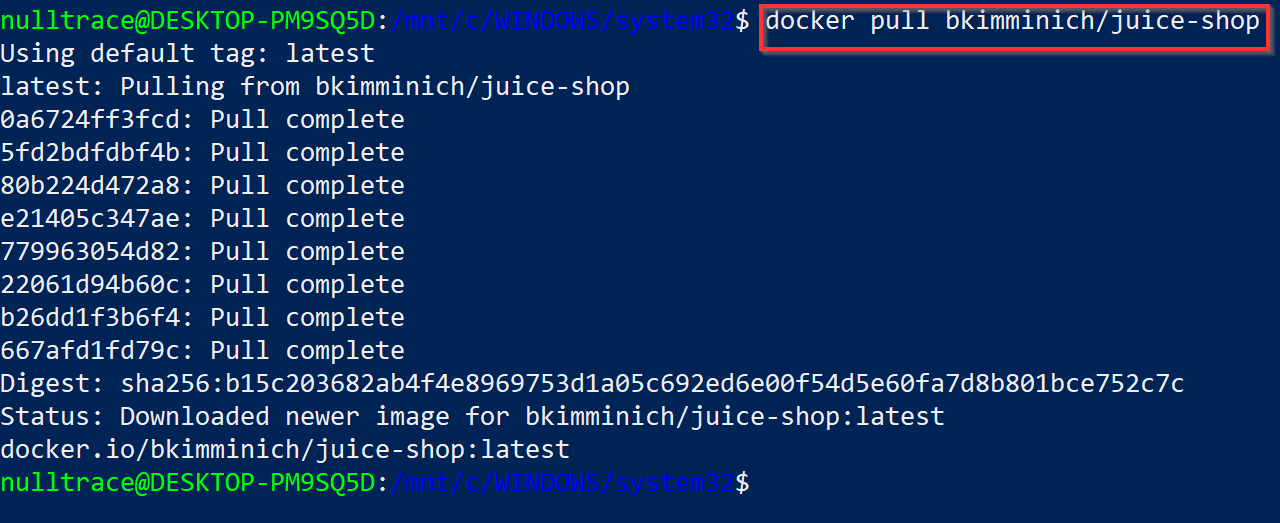 nulltrace@DESKTOP-PM9SQ5D:/mnt/c/WINDOWS/system32$ docker pull bkimminich/juice-shop
Using default tag: latest
latest: Pulling from bkimminich/juice-shop
0a6724ff3fcd: Pull complete
5fd2bdfdbf4b: Pull complete
80b224d472a8: Pull complete
e21405c347ae: Pull complete
779963054d82: Pull complete
22061d94b60c: Pull complete
b26dd1f3b6f4: Pull complete
667afd1fd79c: Pull complete
Digest: sha256:b15c203682ab4f4e8969753d1a05c692ed6e00f54d5e60fa7d8b801bce752c7c
Status: Downloaded newer image for bkimminich/juice-shop:latest
docker.io/bkimminich/juice-shop:latest
nulltrace@DESKTOP-PM9SQ5D:/mnt/c/WINDOWS/system32$